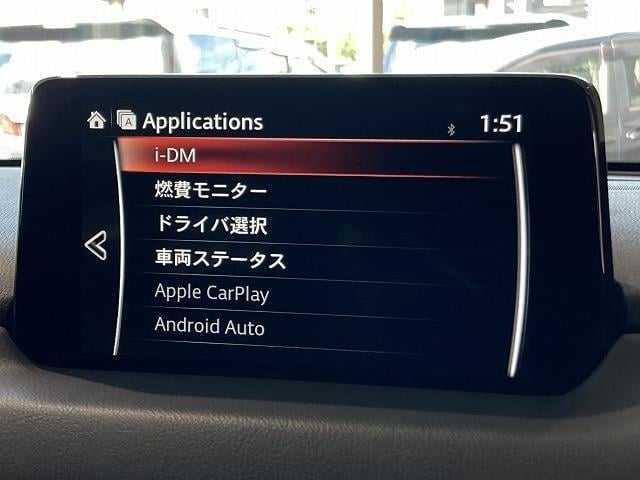 A Applications 1:51
i-DM
燃費モニター
ドライバ選択
車両ステータス
Apple CarPlay
Android Auto